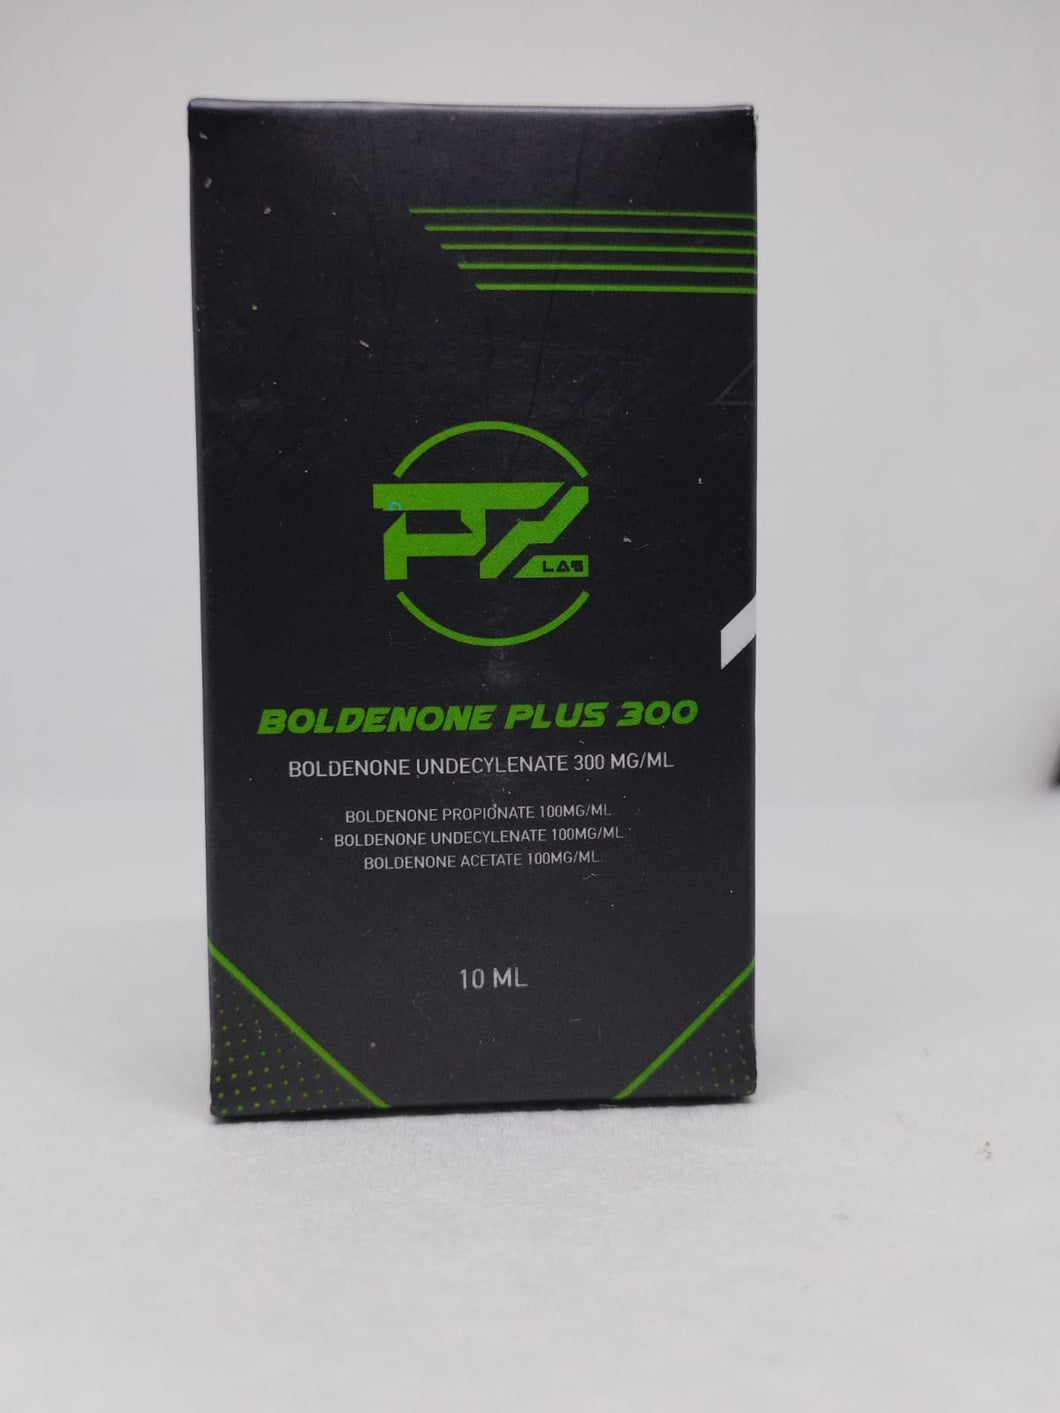 PTZ
LAB
BOLDENONE PLUS 300
BOLDENONE UNDECYLENATE 300 MG/ML
BOLDENONE PROPIONATE 100MG/ML
BOLDENONE UNDECYLENATE 100MG/ML
BOLDENONE ACETATE 100MG/ML
10 ML